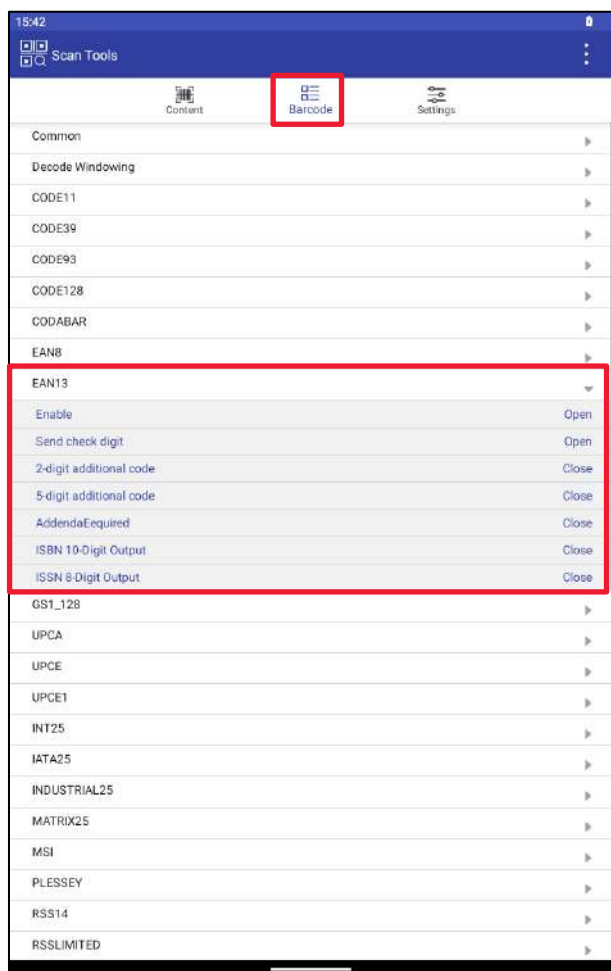 15:42
Scan Tools
Content Barcode Settings
Common
Decode Windowing
CODE11
CODE39
CODE93
CODE128
CODABAR
EAN8
EAN13
Enable Open
Send check digit Open
2-digit additional code Close
5-digit additional code Close
AddendaEequired Close
ISBN 10-Digit Output Close
ISSN 8-Digit Output Close
GS1_128
UPCA
UPCE
UPCE1
INT25
IATA25
INDUSTRIAL25
MATRIX25
MSI
PLESSEY
RSS14
RSSLIMITED